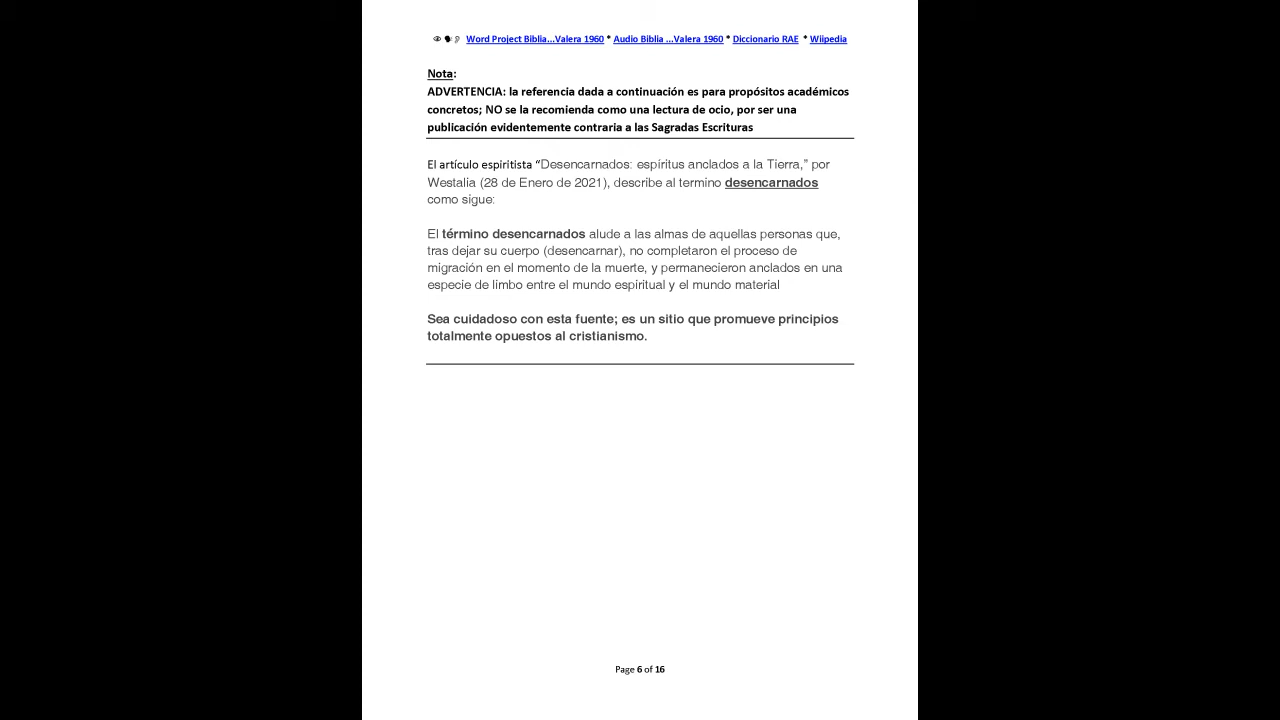 Word Project Biblia...Valera 1960 * Audio Biblia ...Valera 1960 * Diccionario RAE * Wiipedia
Nota:
ADVERTENCIA: la referencia dada a continuación es para propósitos académicos
concretos; NO se la recomienda como una lectura de ocio, por ser una
publicación evidentemente contraria a las Sagradas Escrituras
El artículo espiritista “Desencarnados: espíritus anclados a la Tierra,” por
Westalia (28 de Enero de 2021), describe al termino desencarnados
como sigue:
El término desencarnados alude a las almas de aquellas personas que,
tras dejar su cuerpo (desencarnar), no completaron el proceso de
migración en el momento de la muerte, y permanecieron anclados en una
especie de limbo entre el mundo espiritual y el mundo material
Sea cuidadoso con esta fuente; es un sitio que promueve principios
totalmente opuestos al cristianismo.
Page 6 of 16